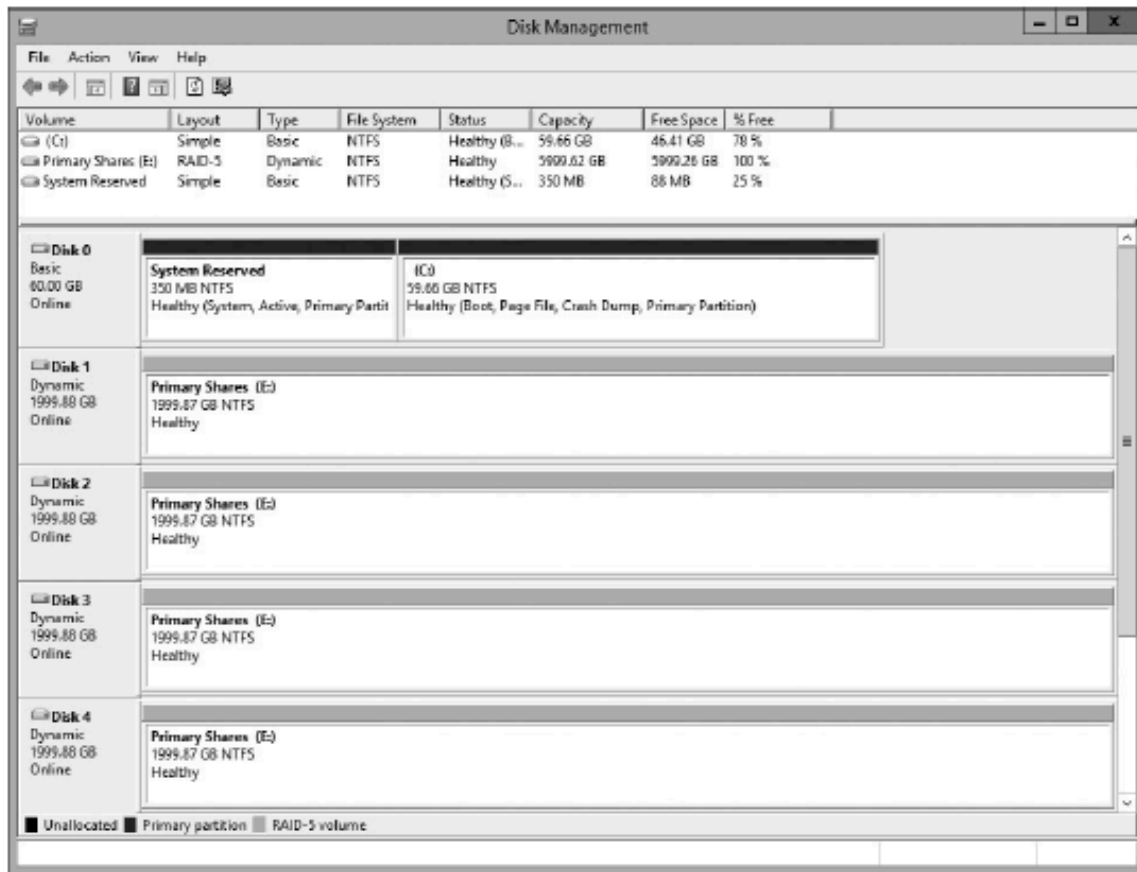 Disk Management
File Action View Help
Volume Layout Type File System Status Capacity Free Space % Free
(C:) Simple Basic NTFS Healthy (B... 59.66 GB 46.41 GB 78 %
Primary Shares (E:) RAID-5 Dynamic NTFS Healthy 5999.62 GB 5999.26 GB 100 %
System Reserved Simple Basic NTFS Healthy (S... 350 MB 88 MB 25 %
Disk 0
Basic
60.00 GB
Online
System Reserved
350 MB NTFS
Healthy (System, Active, Primary Partit
(C:)
59.66 GB NTFS
Healthy (Boot, Page File, Crash Dump, Primary Partition)
Disk 1
Dynamic
1999.88 GB
Online
Primary Shares (E:)
1999.87 GB NTFS
Healthy
Disk 2
Dynamic
1999.88 GB
Online
Primary Shares (E:)
1999.87 GB NTFS
Healthy
Disk 3
Dynamic
1999.88 GB
Online
Primary Shares (E:)
1999.87 GB NTFS
Healthy
Disk 4
Dynamic
1999.88 GB
Online
Primary Shares (E:)
1999.87 GB NTFS
Healthy
Unallocated Primary partition RAID-5 volume